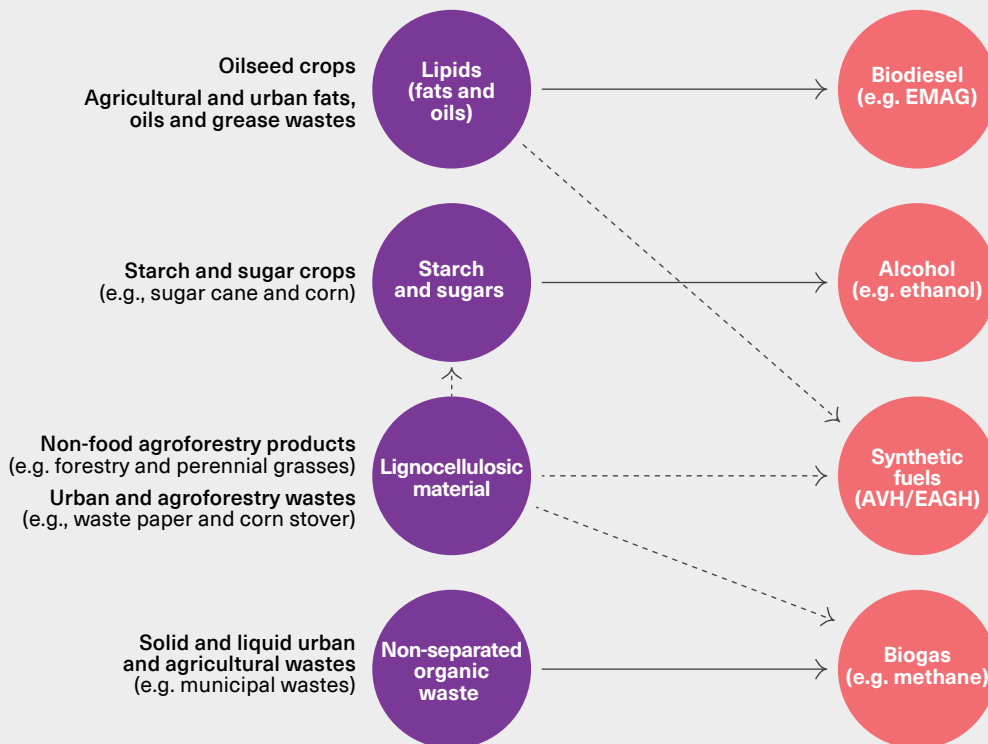 Oilseed crops
Agricultural and urban fats,
oils and grease wastes
Lipids
(fats and
oils)
Biodiesel
(e.g. EMAG)
Starch and sugar crops
(e.g., sugar cane and corn)
Starch
and sugars
Alcohol
(e.g. ethanol)
Non-food agroforestry products
(e.g. forestry and perennial grasses)
Urban and agroforestry wastes
(e.g., waste paper and corn stover)
Lignocellulosic
material
Synthetic
fuels
(AVH/EAGH)
Solid and liquid urban
and agricultural wastes
(e.g. municipal wastes)
Non-separated
organic
waste
Biogas
(e.g. methane)